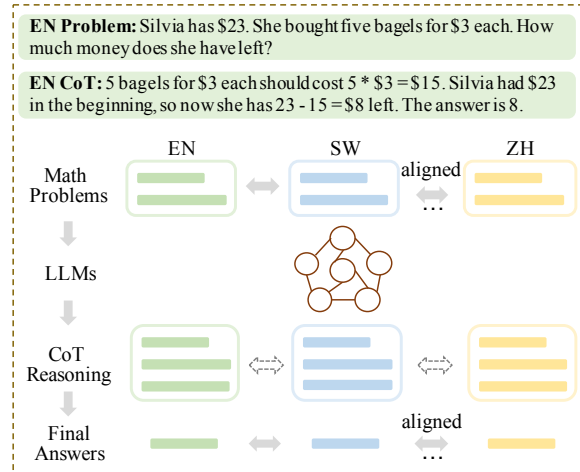 EN Problem: Silvia has $23. She bought five bagels for $3 each. How
much money does she have left?
EN CoT: 5 bagels for $3 each should cost 5 * $3 = $15. Silvia had $23
in the beginning, so now she has 23 - 15 = $8 left. The answer is 8.
EN SW ZH
Math
Problems
aligned
...
LLMs
CoT
Reasoning
Final
Answers
aligned
...